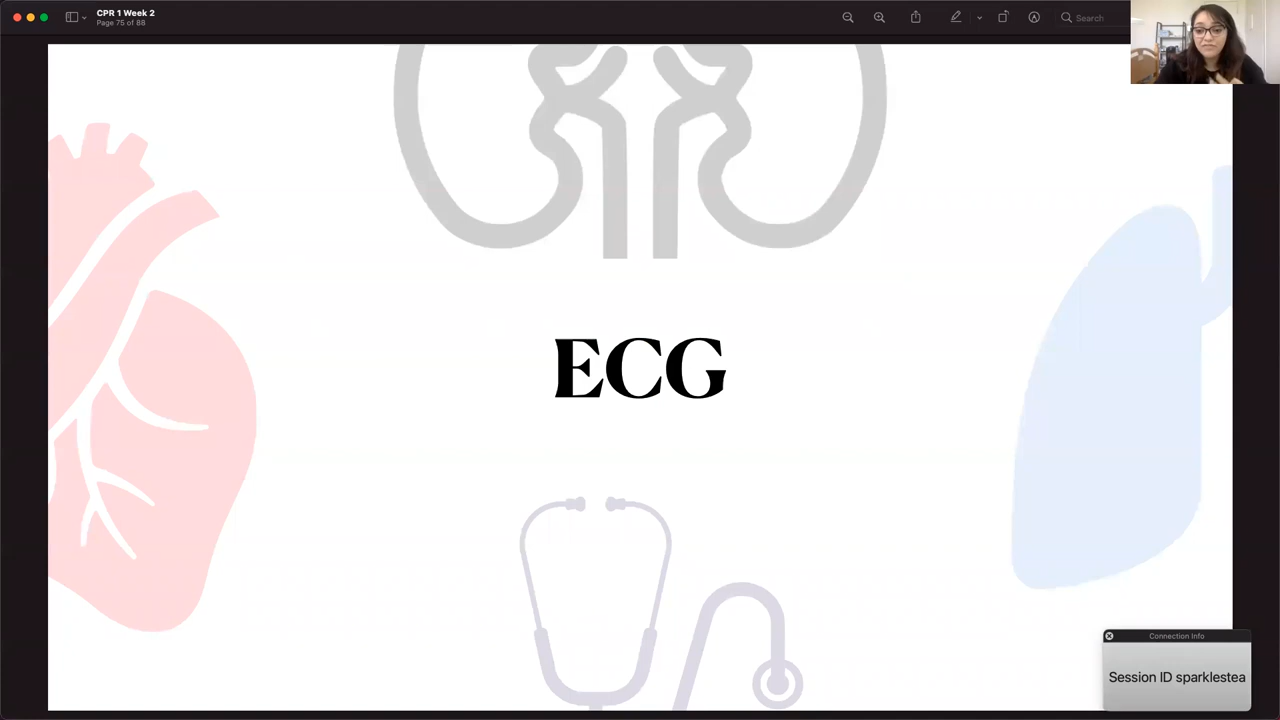 CPR 1 Week 2
Page 75 of 88
Search
ECG
Connection Info
Session ID sparklestea